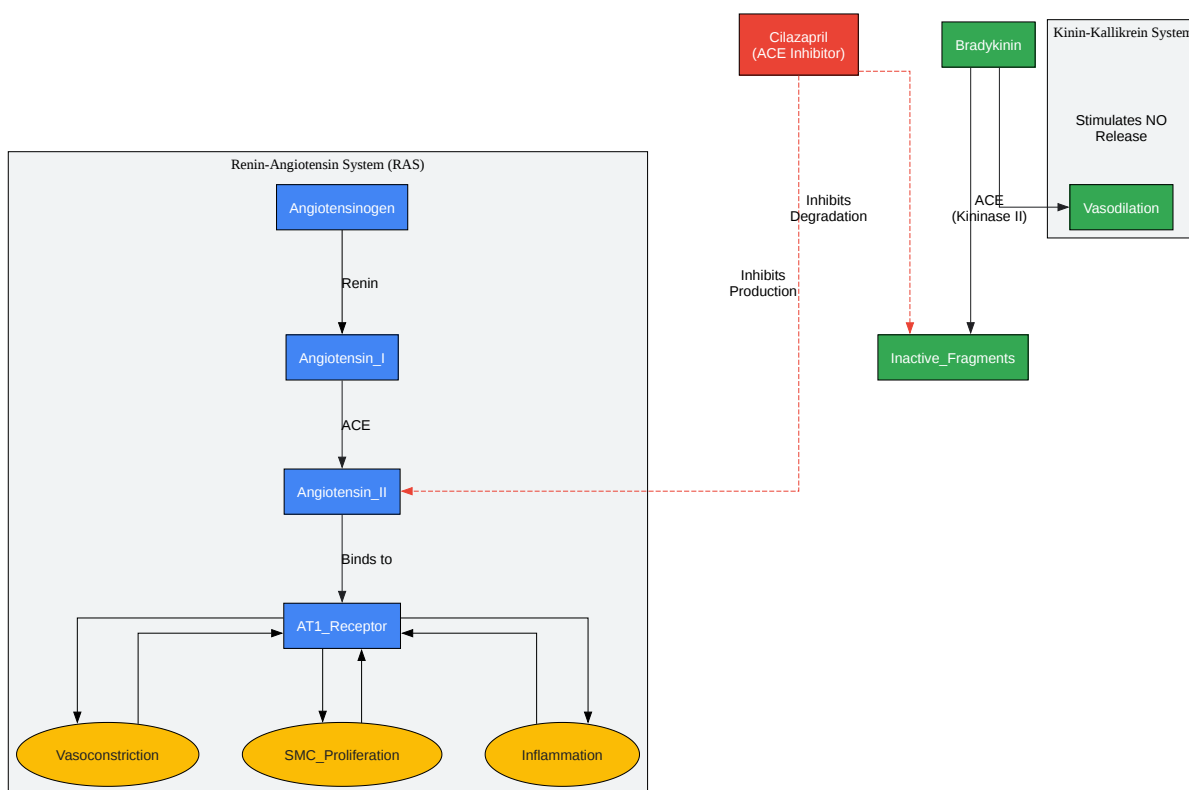 Cilazapril
(ACE Inhibitor)
Bradykinin
Kinin-Kallikrein System
Stimulates NO
Release
Renin-Angiotensin System (RAS)
Angiotensinogen
Inhibits
Degradation
ACE
(Kininase II)
Vasodilation
Renin
Inhibits
Production
Angiotensin_I
Inactive_Fragments
ACE
Angiotensin_II
Binds to
AT1_Receptor
Vasoconstriction
SMC_Proliferation
Inflammation